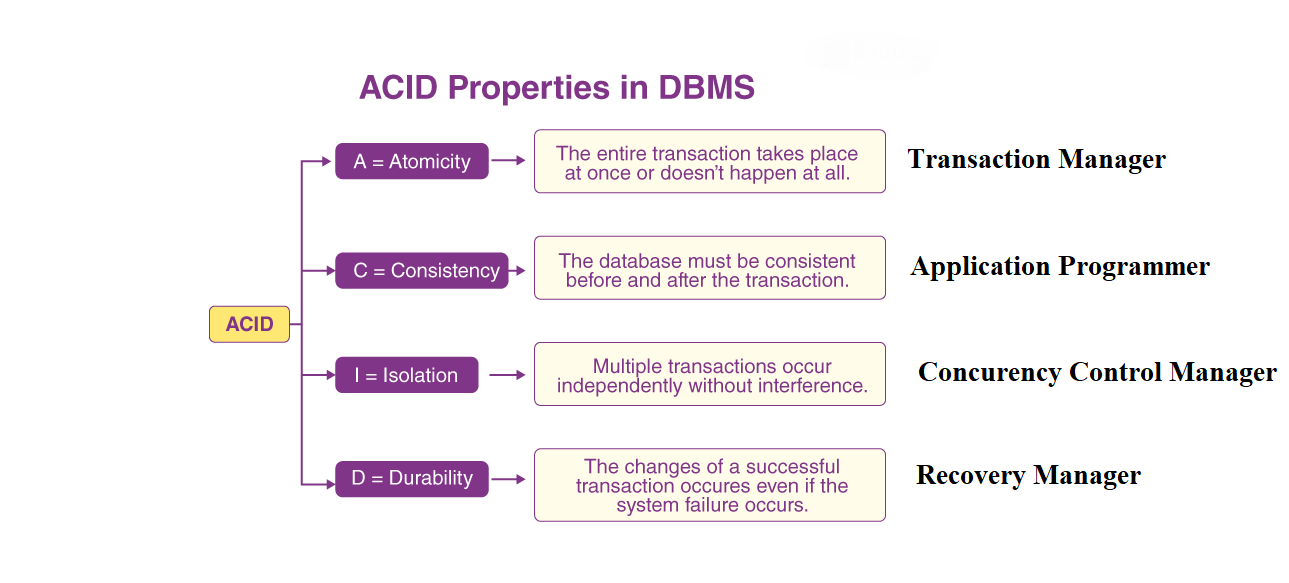 ACID Properties in DBMS
A = Atomicity
The entire transaction takes place
at once or doesn't happen at all.
Transaction Manager
C = Consistency
The database must be consistent
before and after the transaction.
Application Programmer
ACID
I = Isolation
Multiple transactions occur
independently without interference.
Concurency Control Manager
D = Durability
The changes of a successful
transaction occures even if the
system failure occurs.
Recovery Manager